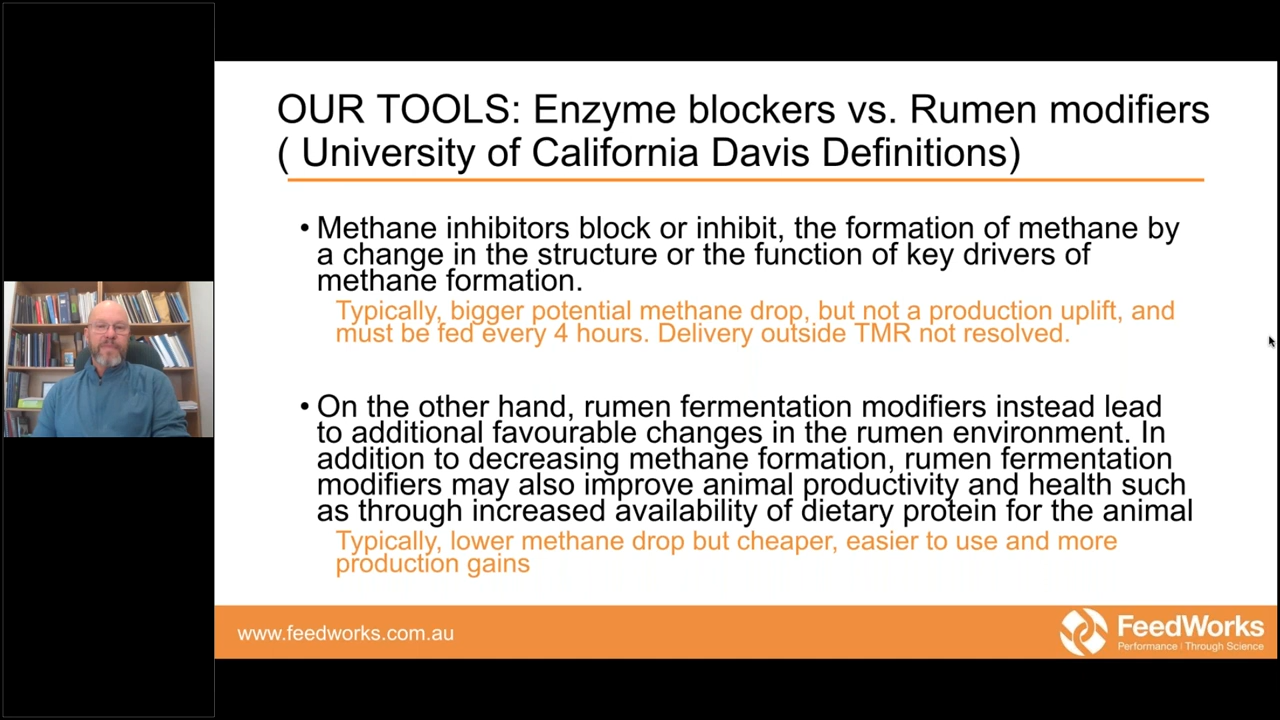 OUR TOOLS: Enzyme blockers vs. Rumen modifiers
( University of California Davis Definitions)
• Methane inhibitors block or inhibit, the formation of methane by
a change in the structure or the function of key drivers of
methane formation.
Typically, bigger potential methane drop, but not a production uplift, and
must be fed every 4 hours. Delivery outside TMR not resolved.
• On the other hand, rumen fermentation modifiers instead lead
to additional favourable changes in the rumen environment. In
addition to decreasing methane formation, rumen fermentation
modifiers may also improve animal productivity and health such
as through increased availability of dietary protein for the animal
Typically, lower methane drop but cheaper, easier to use and more
production gains
www.feedworks.com.au
FeedWorks
Performance | Through Science